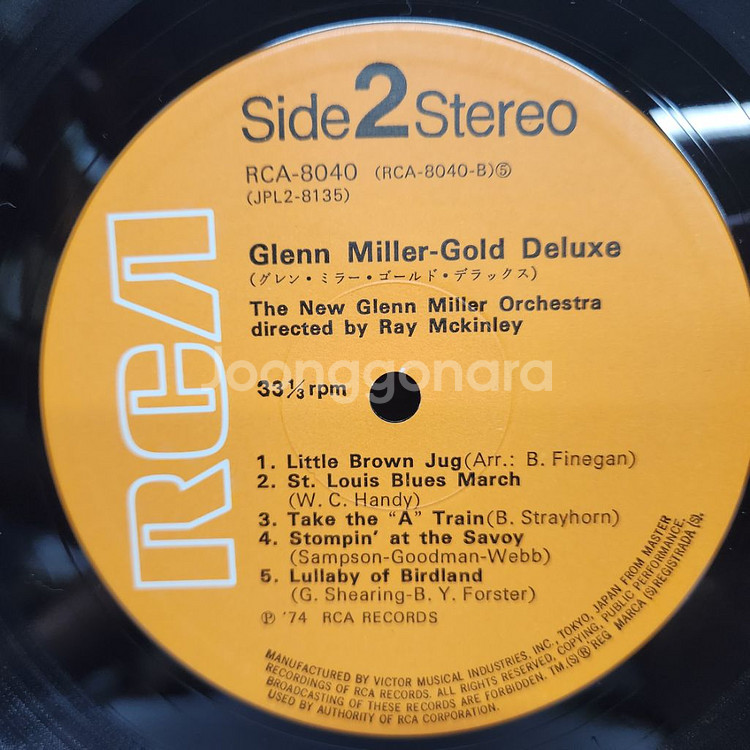 Side 2 Stereo
RCA-8040 (RCA-8040-B)⑤
(JPL2-8135)
RCA
Glenn Miller-Gold Deluxe
(グレン・ミラー・ゴールド・デラックス)
The New Glenn Miller Orchestra
directed by Ray Mckinley
Joonggonara
33 1/3 rpm
1. Little Brown Jug (Arr.: B. Finegan)
2. St. Louis Blues March
(W. C. Handy)
3. Take the "A" Train (B. Strayhorn)
4. Stompin' at the Savoy
(Sampson-Goodman-Webb)
5. Lullaby of Birdland
(G. Shearing-B. Y. Forster)
Ⓟ '74 RCA RECORDS
MANUFACTURED BY VICTOR MUSICAL INDUSTRIES, INC., TOKYO, JAPAN FROM MASTER
RECORDINGS OF RCA RECORDS. ALL RIGHTS RESERVED, COPYING, PUBLIC PERFORMANCE,
BROADCASTING OF THESE RECORDS ARE FORBIDDEN. TM.(S)® REG MARCA (S) REGISTRADA (S).
USED BY AUTHORITY OF RCA CORPORATION.